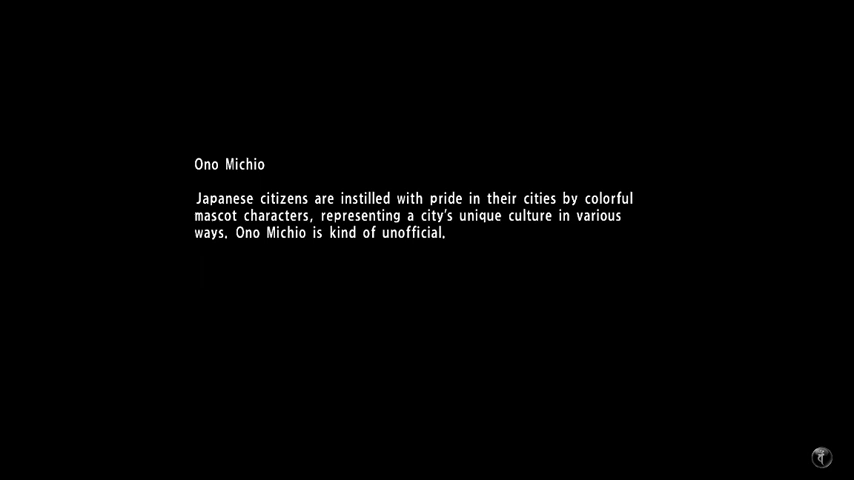 Ono Michio
Japanese citizens are instilled with pride in their cities by colorful
mascot characters, representing a city's unique culture in various
ways. Ono Michio is kind of unofficial.